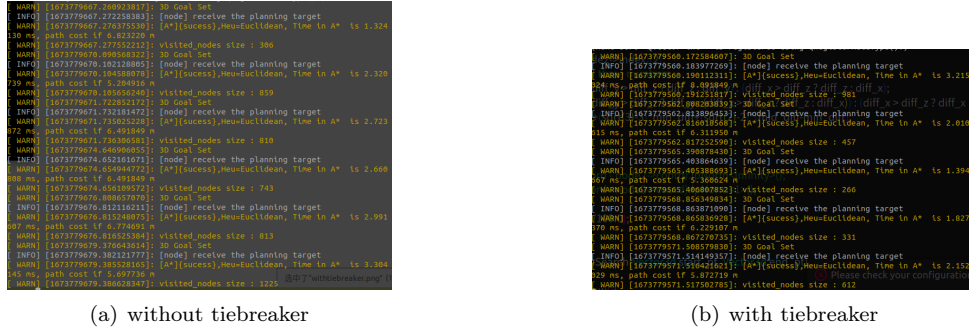 [ WARN] [1673779667.260923817]: 3D Goal Set
[ INFO] [1673779667.272258383]: [node] receive the planning target
[ WARN] [1673779667.276375530]: [A*]{sucess},Heu=Euclidean, Time in A* is 1.324
130 ms, path cost if 6.823220 m
[ WARN] [1673779667.277552212]: visited_nodes size : 306
[ WARN] [1673779670.090568322]: 3D Goal Set
[ INFO] [1673779670.102128805]: [node] receive the planning target
[ WARN] [1673779670.104588078]: [A*]{sucess},Heu=Euclidean, Time in A* is 2.320
739 ms, path cost if 5.204916 m
[ WARN] [1673779670.105656240]: visited_nodes size : 859
[ WARN] [1673779671.722852172]: 3D Goal Set
[ INFO] [1673779671.732181472]: [node] receive the planning target
[ WARN] [1673779671.735025228]: [A*]{sucess},Heu=Euclidean, Time in A* is 2.723
872 ms, path cost if 6.491849 m
[ WARN] [1673779671.736306581]: visited_nodes size : 810
[ WARN] [1673779674.646906055]: 3D Goal Set
[ INFO] [1673779674.652161671]: [node] receive the planning target
[ WARN] [1673779674.654944772]: [A*]{sucess},Heu=Euclidean, Time in A* is 2.660
808 ms, path cost if 6.491849 m
[ WARN] [1673779674.656109572]: visited_nodes size : 743
[ WARN] [1673779676.808657070]: 3D Goal Set
[ INFO] [1673779676.812116211]: [node] receive the planning target
[ WARN] [1673779676.815248075]: [A*]{sucess},Heu=Euclidean, Time in A* is 2.991
607 ms, path cost if 6.774691 m
[ WARN] [1673779676.816525304]: visited_nodes size : 813
[ WARN] [1673779679.376643614]: 3D Goal Set
[ INFO] [1673779679.382121777]: [node] receive the planning target
[ WARN] [1673779679.385528165]: [A*]{sucess},Heu=Euclidean, Time in A* is 3.304
145 ms, path cost if 5.697736 m
[ WARN] [1673779679.386628347]: visited_nodes size : 1225
(a) without tiebreaker
[ WARN] [1673779560.172584607]: 3D Goal Set
[ INFO] [1673779560.183977269]: [node] receive the planning target
[ WARN] [1673779560.190112311]: [A*]{sucess},Heu=Euclidean, Time in A* is 3.215
924 ms, path cost if 8.091849 m
[ WARN] [1673779560.191251817]: visited_nodes size : 981
3D Goal Set
[ INFO] [1673779562.813896453]: [node] receive the planning target
[ WARN] [1673779562.816018568]: [A*]{sucess},Heu=Euclidean, Time in A* is 2.010
615 ms, path cost if 6.311950 m
[ WARN] [1673779562.817252590]: visited_nodes size : 457
[ WARN] [1673779565.390878430]: 3D Goal Set
[ INFO] [1673779565.403864639]: [node] receive the planning target
[ WARN] [1673779565.405388693]: [A*]{sucess},Heu=Euclidean, Time in A* is 1.394
667 ms, path cost if 5.360624 m
[ WARN] [1673779565.406807852]: visited_nodes size : 266
[ WARN] [1673779568.856349834]: 3D Goal Set
[ INFO] [1673779568.863871090]: [node] receive the planning target
[ WARN] [1673779568.865836928]: [A*]{sucess},Heu=Euclidean, Time in A* is 1.827
370 ms, path cost if 6.229107 m
[ WARN] [1673779568.867270735]: visited_nodes size : 331
[ WARN] [1673779571.508579830]: 3D Goal Set
[ INFO] [1673779571.514149357]: [node] receive the planning target
[ WARN] [1673779571.516421621]: [A*]{sucess},Heu=Euclidean, Time in A* is 2.152
029 ms, path cost if 5.872719 m
Please check your configuration
[ WARN] [1673779571.517502785]: visited_nodes size : 612
(b) with tiebreaker